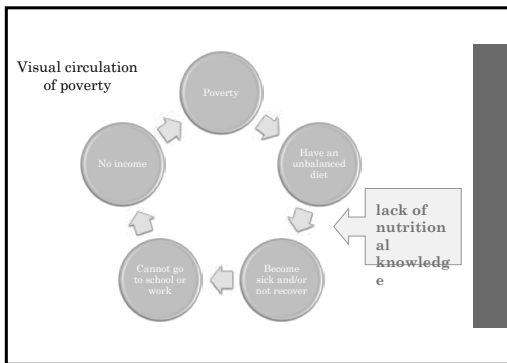 Visual circulation
of poverty
Poverty
Have an
unbalanced
diet
lack of
nutrition
al
knowledg
e
Become
sick and/or
not recover
Cannot go
to school or
work
No income